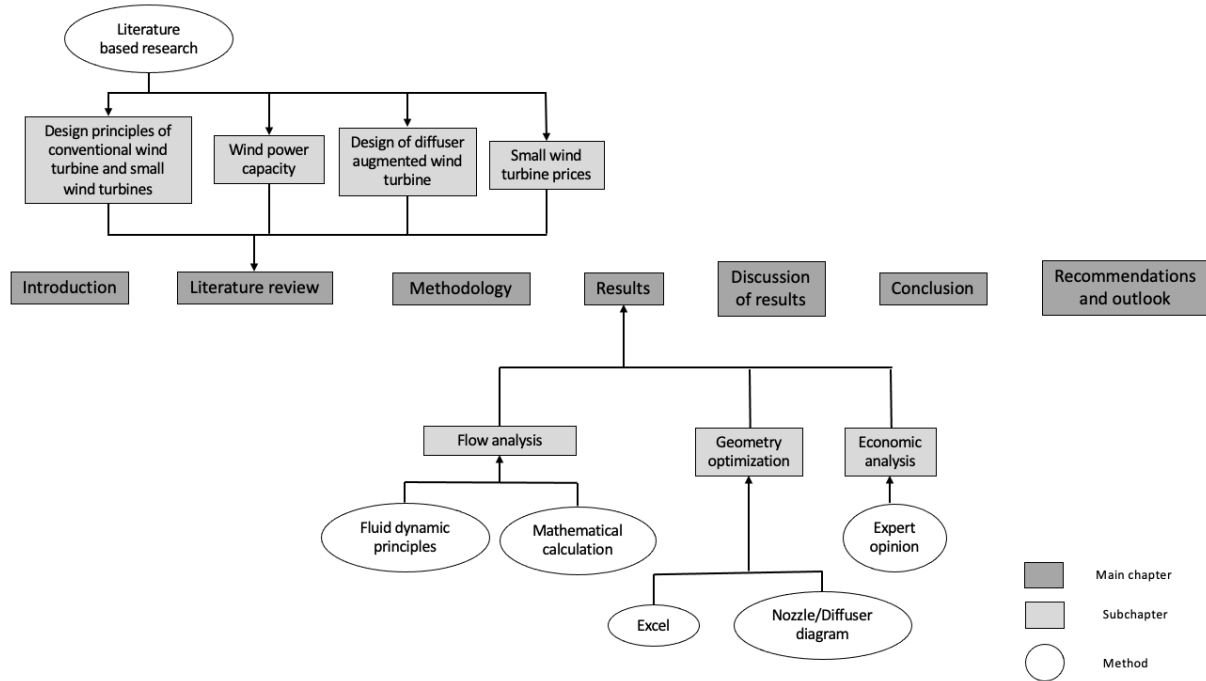 Literature
based research
Design principles of
conventional wind
turbine and small
wind turbines
Wind power
capacity
Design of diffuser
augmented wind
turbine
Small wind
turbine prices
Introduction
Literature review
Methodology
Results
Discussion
of results
Conclusion
Recommendations
and outlook
Flow analysis
Geometry
optimization
Economic
analysis
Fluid dynamic
principles
Mathematical
calculation
Expert
opinion
Excel
Nozzle/Diffuser
diagram
Main chapter
Subchapter
Method